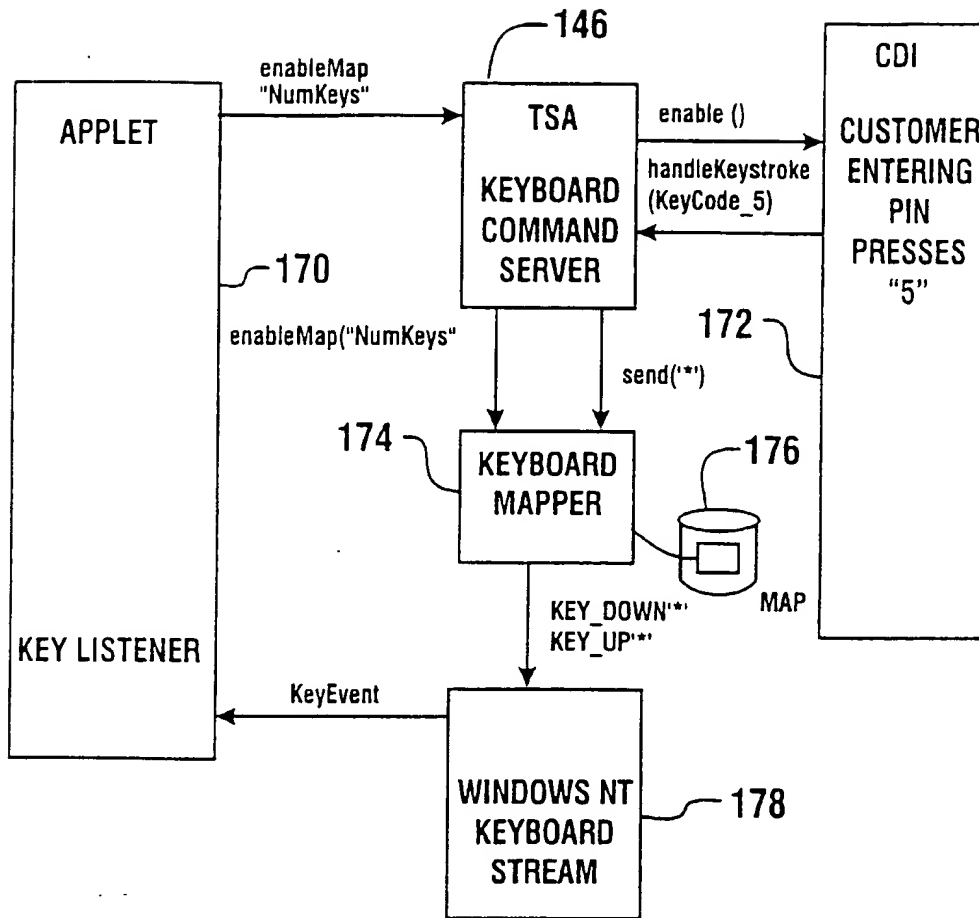 146
enableMap
"NumKeys"
APPLET
TSA
KEYBOARD
COMMAND
SERVER
enable ()
handleKeystroke
(KeyCode_5)
CDI
CUSTOMER
ENTERING
PIN
PRESSES
"5"
170
172
enableMap("NumKeys"
send('*')
174
KEYBOARD
MAPPER
176
MAP
KEY_DOWN'*'
KEY_UP'*'
KEY LISTENER
KeyEvent
WINDOWS NT
KEYBOARD
STREAM
178